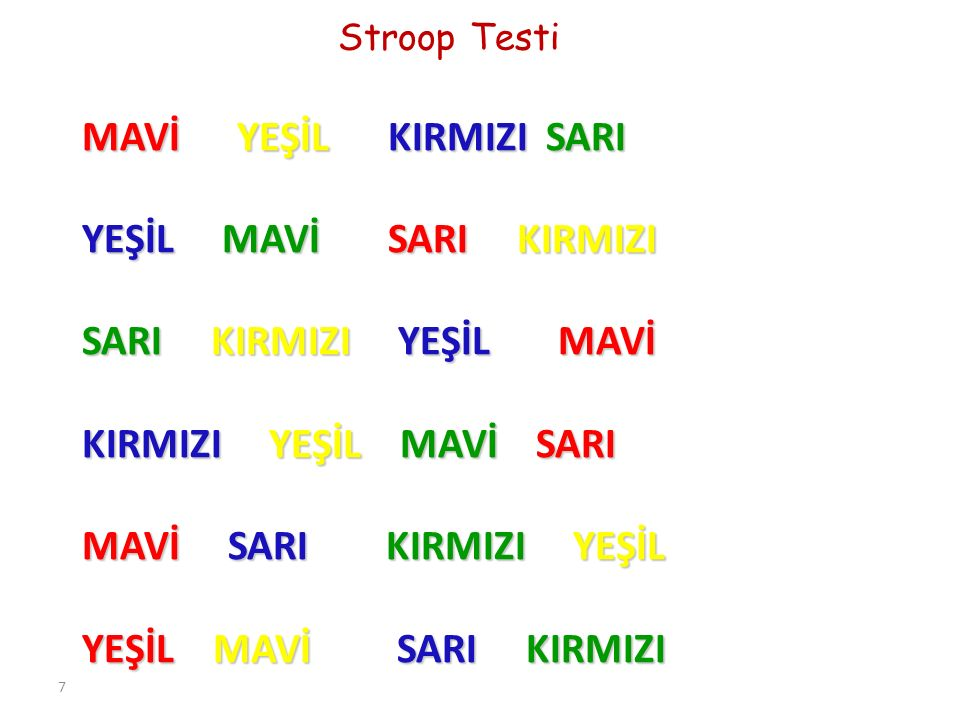 Stroop Testi
MAVİ YEŞİL KIRMIZI SARI
YEŞİL MAVİ SARI KIRMIZI
SARI KIRMIZI YEŞİL MAVİ
KIRMIZI YEŞİL MAVİ SARI
MAVİ SARI KIRMIZI YEŞİL
YEŞİL MAVİ SARI KIRMIZI
7